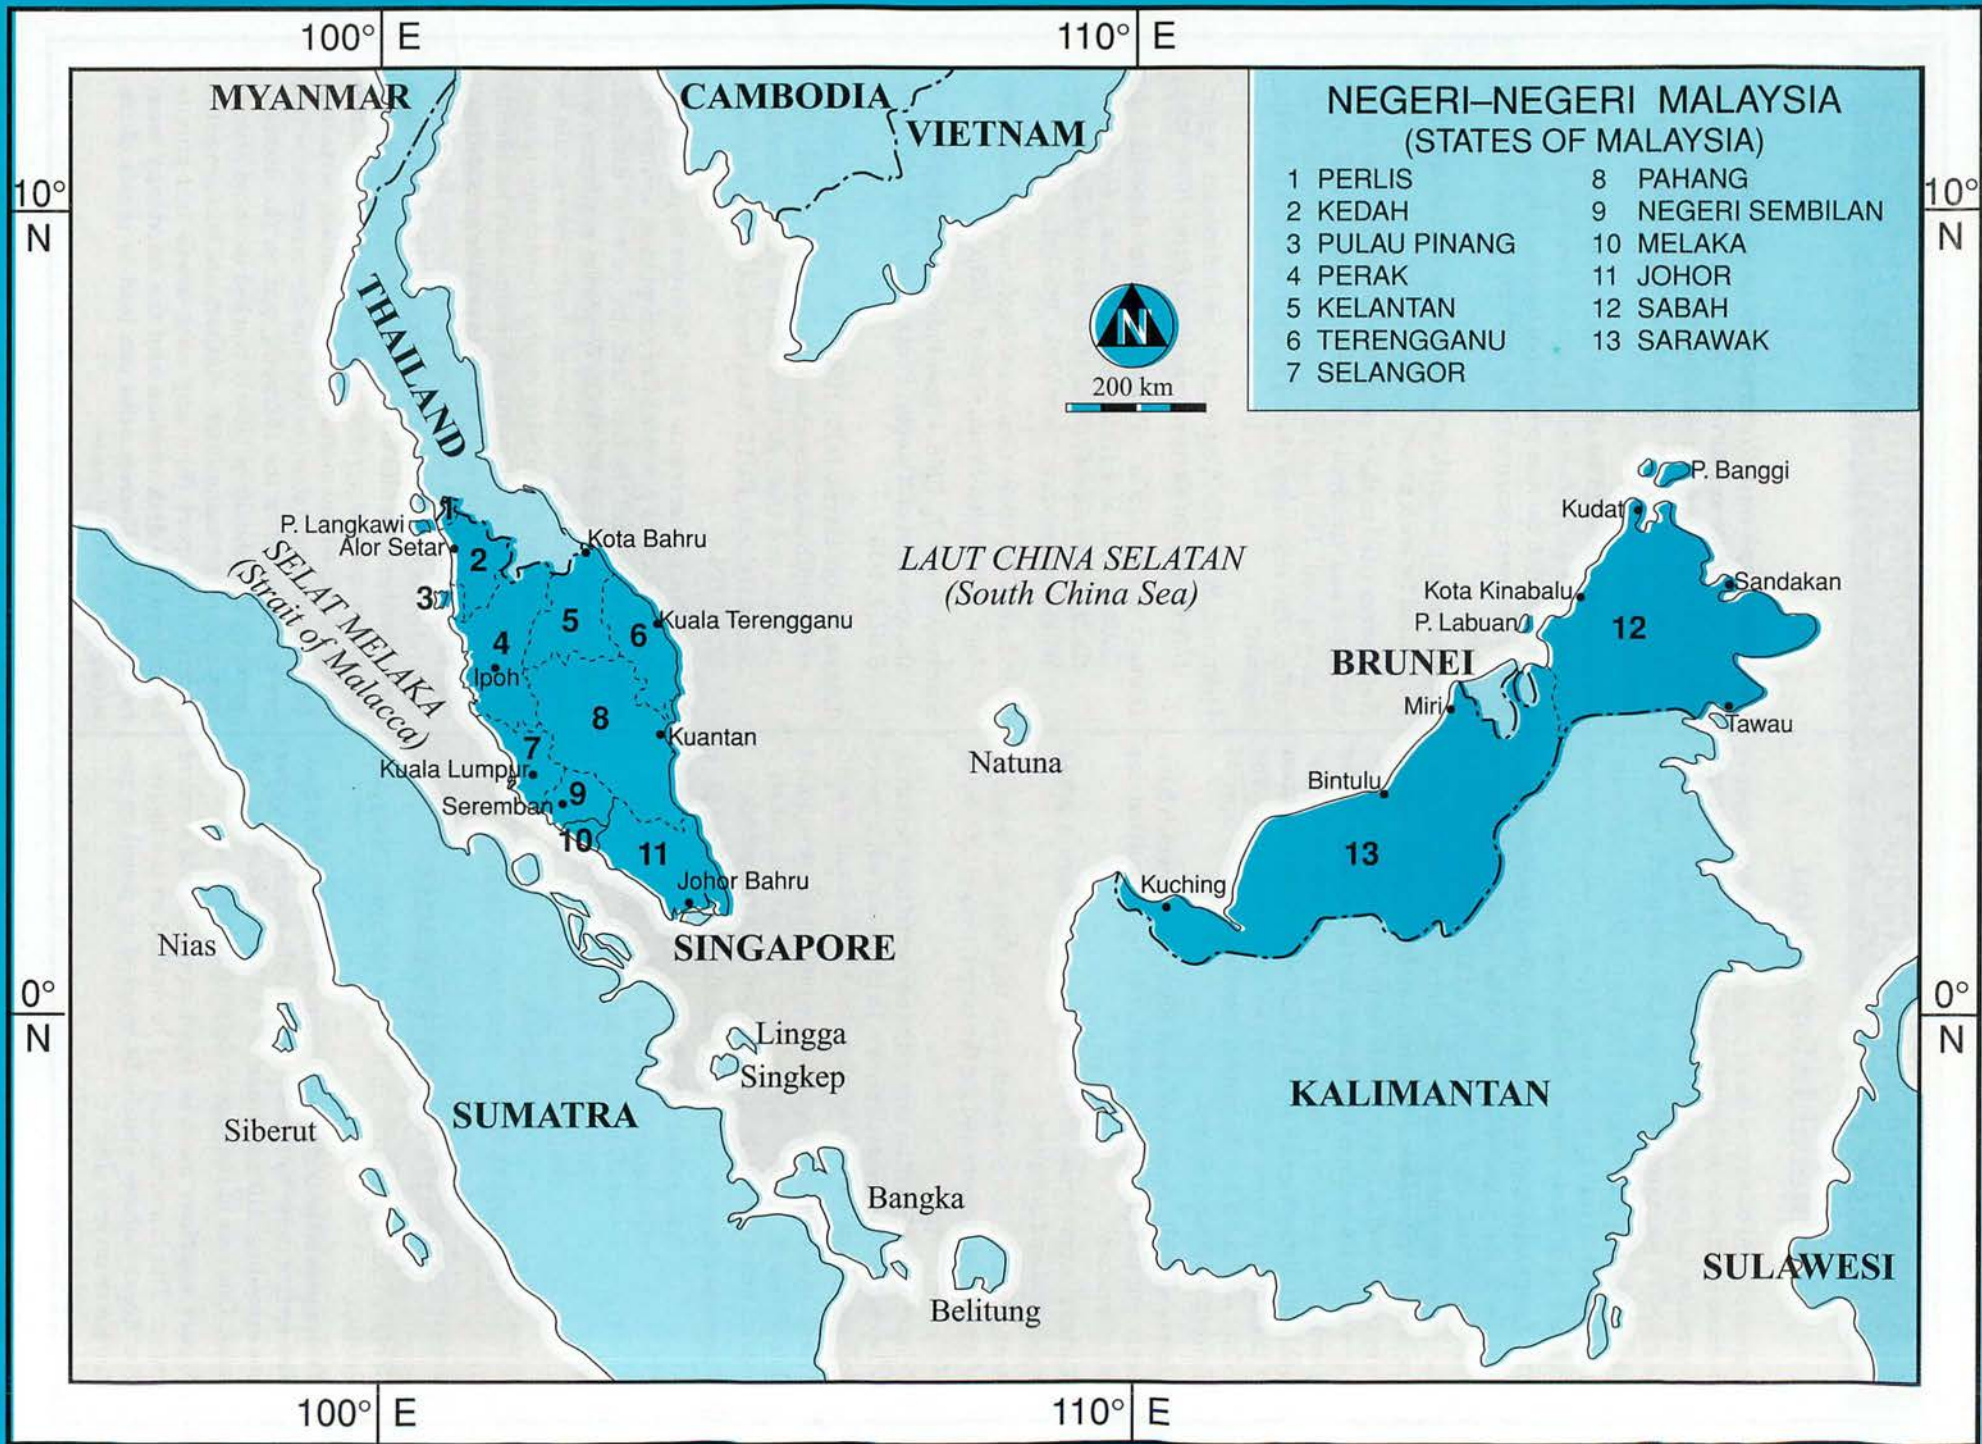 100° E
110° E
MYANMAR
CAMBODIA
VIETNAM
NEGERI–NEGERI MALAYSIA
(STATES OF MALAYSIA)
1 PERLIS
2 KEDAH
3 PULAU PINANG
4 PERAK
5 KELANTAN
6 TERENGGANU
7 SELANGOR
8 PAHANG
9 NEGERI SEMBILAN
10 MELAKA
11 JOHOR
12 SABAH
13 SARAWAK
10°
N
10°
N
THAILAND
N
200 km
P. Banggi
Kudat
1
P. Langkawi
Alor Setar
2
Kota Bahru
SELAT MELAKA
(Strait of Malacca)
LAUT CHINA SELATAN
(South China Sea)
3
4
5
6
Kuala Terengganu
Ipoh
Kota Kinabalu
Sandakan
P. Labuan
12
BRUNEI
Miri
Tawau
8
7
Kuantan
Kuala Lumpur
Natuna
Seremban
9
Bintulu
10
11
13
Johor Bahru
Kuching
SINGAPORE
Nias
0°
N
0°
N
Lingga
Singkep
SUMATRA
KALIMANTAN
Siberut
Bangka
Belitung
SULAWESI
100° E
110° E